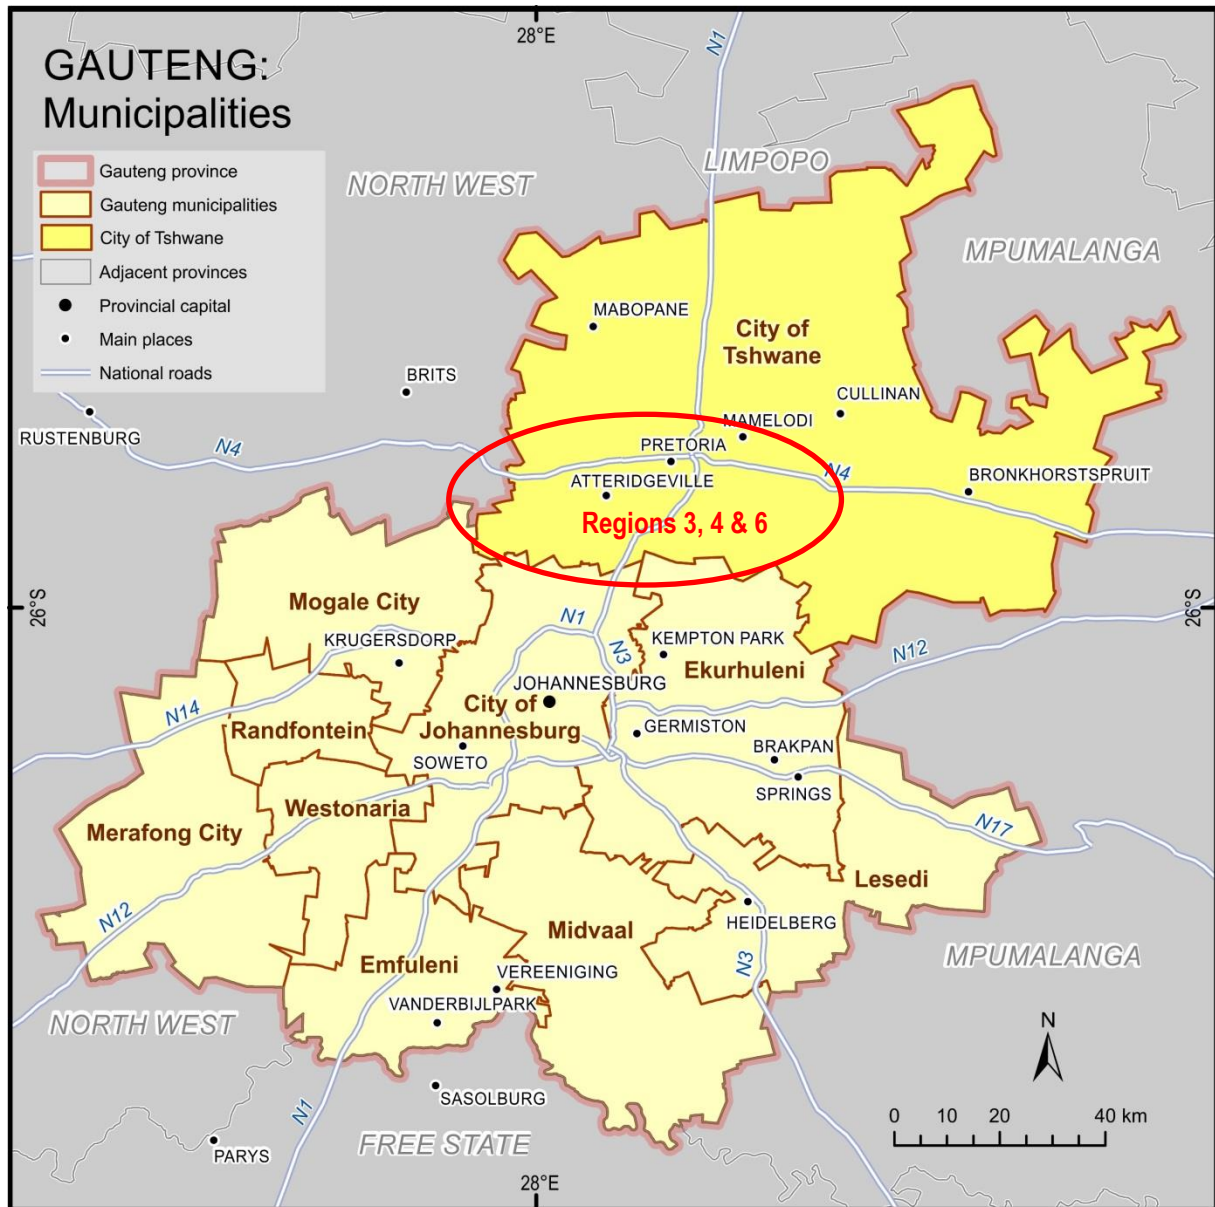 28°E
N1
GAUTENG:
Municipalities
Gauteng province
Gauteng municipalities
City of Tshwane
Adjacent provinces
Provincial capital
Main places
National roads
NORTH WEST
LIMPOPO
MPUMALANGA
MABOPANE
City of
Tshwane
BRITS
CULLINAN
RUSTENBURG
N4
MAMELODI
PRETORIA
ATTERIDGEVILLE
N4
BRONKHORSTSPRUIT
Regions 3, 4 & 6
26°S
26°S
Mogale City
N1
KRUGERSDORP
N3
KEMPTON PARK
Ekurhuleni
N12
JOHANNESBURG
City of
Johannesburg
N14
Randfontein
GERMISTON
SOWETO
BRAKPAN
SPRINGS
Westonaria
Merafong City
N17
Lesedi
N12
HEIDELBERG
Midvaal
Emfuleni
N3
MPUMALANGA
VEREENIGING
VANDERBIJLPARK
NORTH WEST
N
SASOLBURG
N1
0 10 20 40 km
FREE STATE
PARYS
28°E